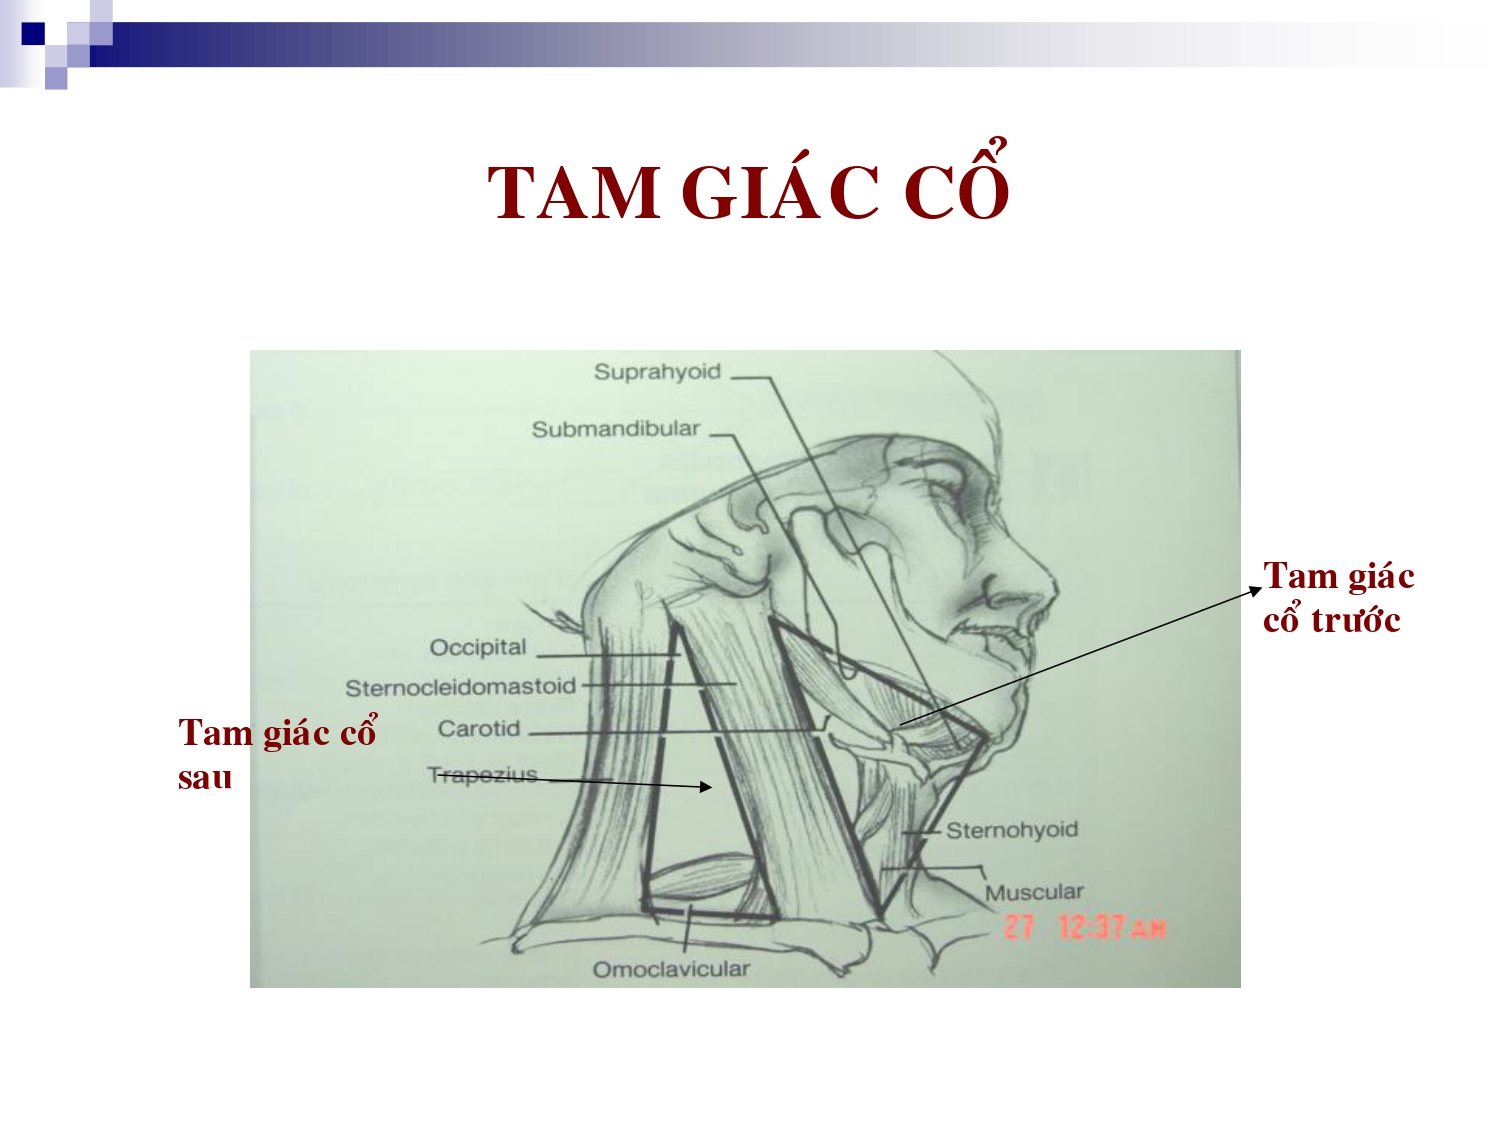 TAM GIÁC CỔ
Suprahyoid
Submandibular
Tam giác
cổ trước
Occipital
Sternocleidomastoid
Carotid
Tam giác cổ
sau
Trapezius
Sternohyoid
Muscular
27 12:37 AM
Omoclavicular